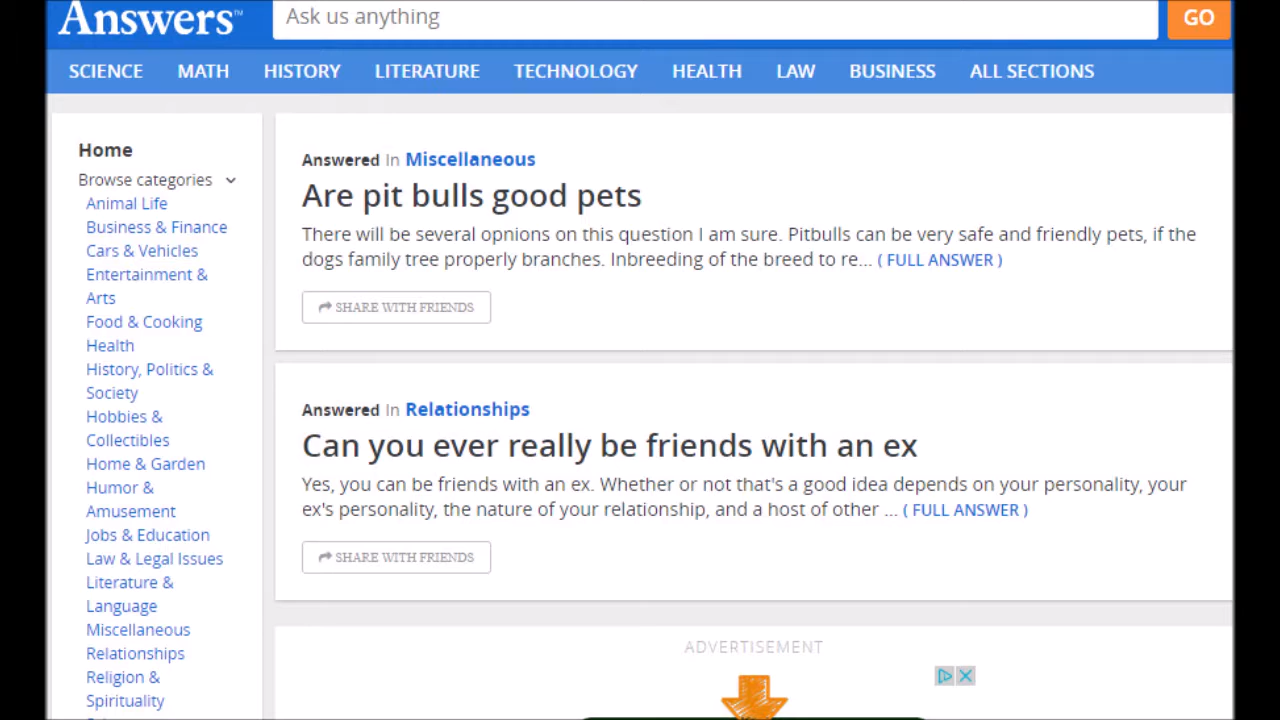 Answers™
Ask us anything
GO
SCIENCE MATH HISTORY LITERATURE TECHNOLOGY HEALTH LAW BUSINESS ALL SECTIONS
Home
Browse categories
Animal Life
Business & Finance
Cars & Vehicles
Entertainment &
Arts
Food & Cooking
Health
History, Politics &
Society
Hobbies &
Collectibles
Home & Garden
Humor &
Amusement
Jobs & Education
Law & Legal Issues
Literature &
Language
Miscellaneous
Relationships
Religion &
Spirituality
Answered In Miscellaneous
Are pit bulls good pets
There will be several opnions on this question I am sure. Pitbulls can be very safe and friendly pets, if the
dogs family tree properly branches. Inbreeding of the breed to re... ( FULL ANSWER )
SHARE WITH FRIENDS
Answered In Relationships
Can you ever really be friends with an ex
Yes, you can be friends with an ex. Whether or not that's a good idea depends on your personality, your
ex's personality, the nature of your relationship, and a host of other ... ( FULL ANSWER )
SHARE WITH FRIENDS
ADVERTISEMENT